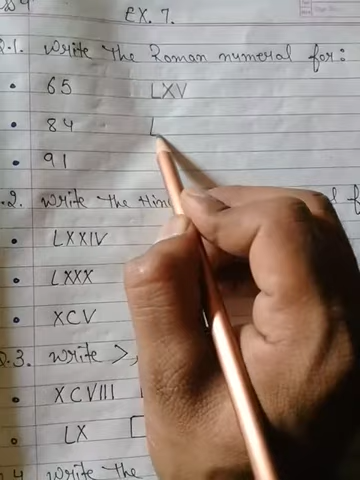 EX. 7.
Q.1. Write the Roman numeral for:
• 65 LXV
• 84 L
• 91
.2. Write the
• LXXIV
• LXXX
• XCV
Q.3. Write >,
• XCVIII
• LX
.4 Write the